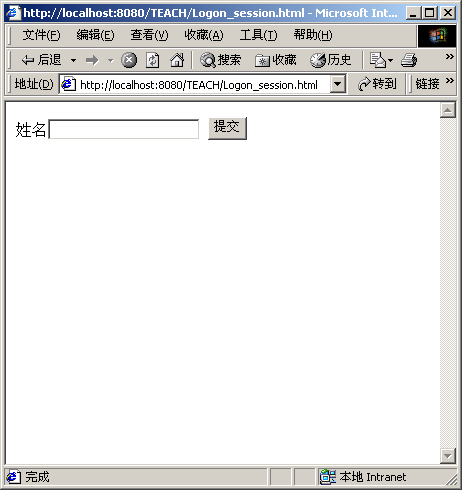 http://localhost:8080/TEACH/Logon_session.html - Microsoft Int...
文件(F) 编辑(E) 查看(V) 收藏(A) 工具(T) 帮助(H)
后退 搜索 收藏 历史 »
地址(D) http://localhost:8080/TEACH/Logon_session.html 转到 链接 »
姓名 提交
完成 本地 Intranet